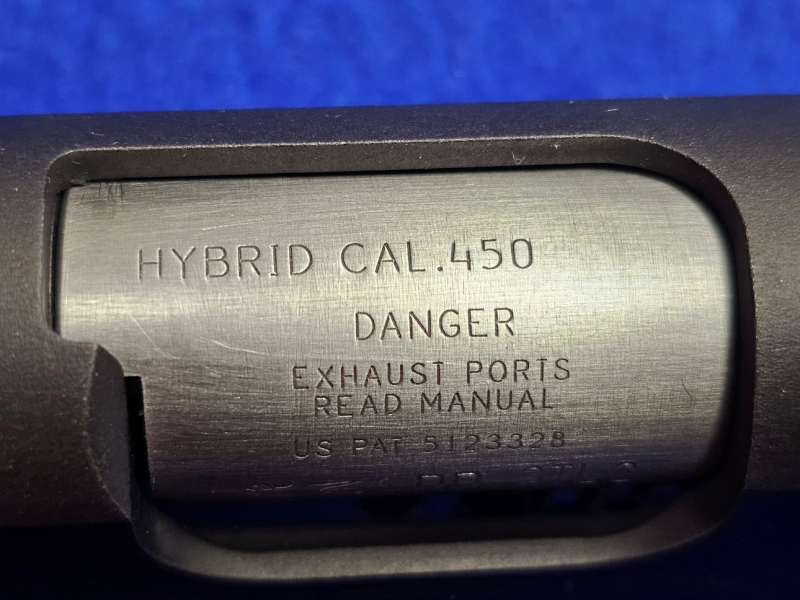 HYBRID CAL.450
DANGER
EXHAUST PORTS
READ MANUAL
US PAT 5123328